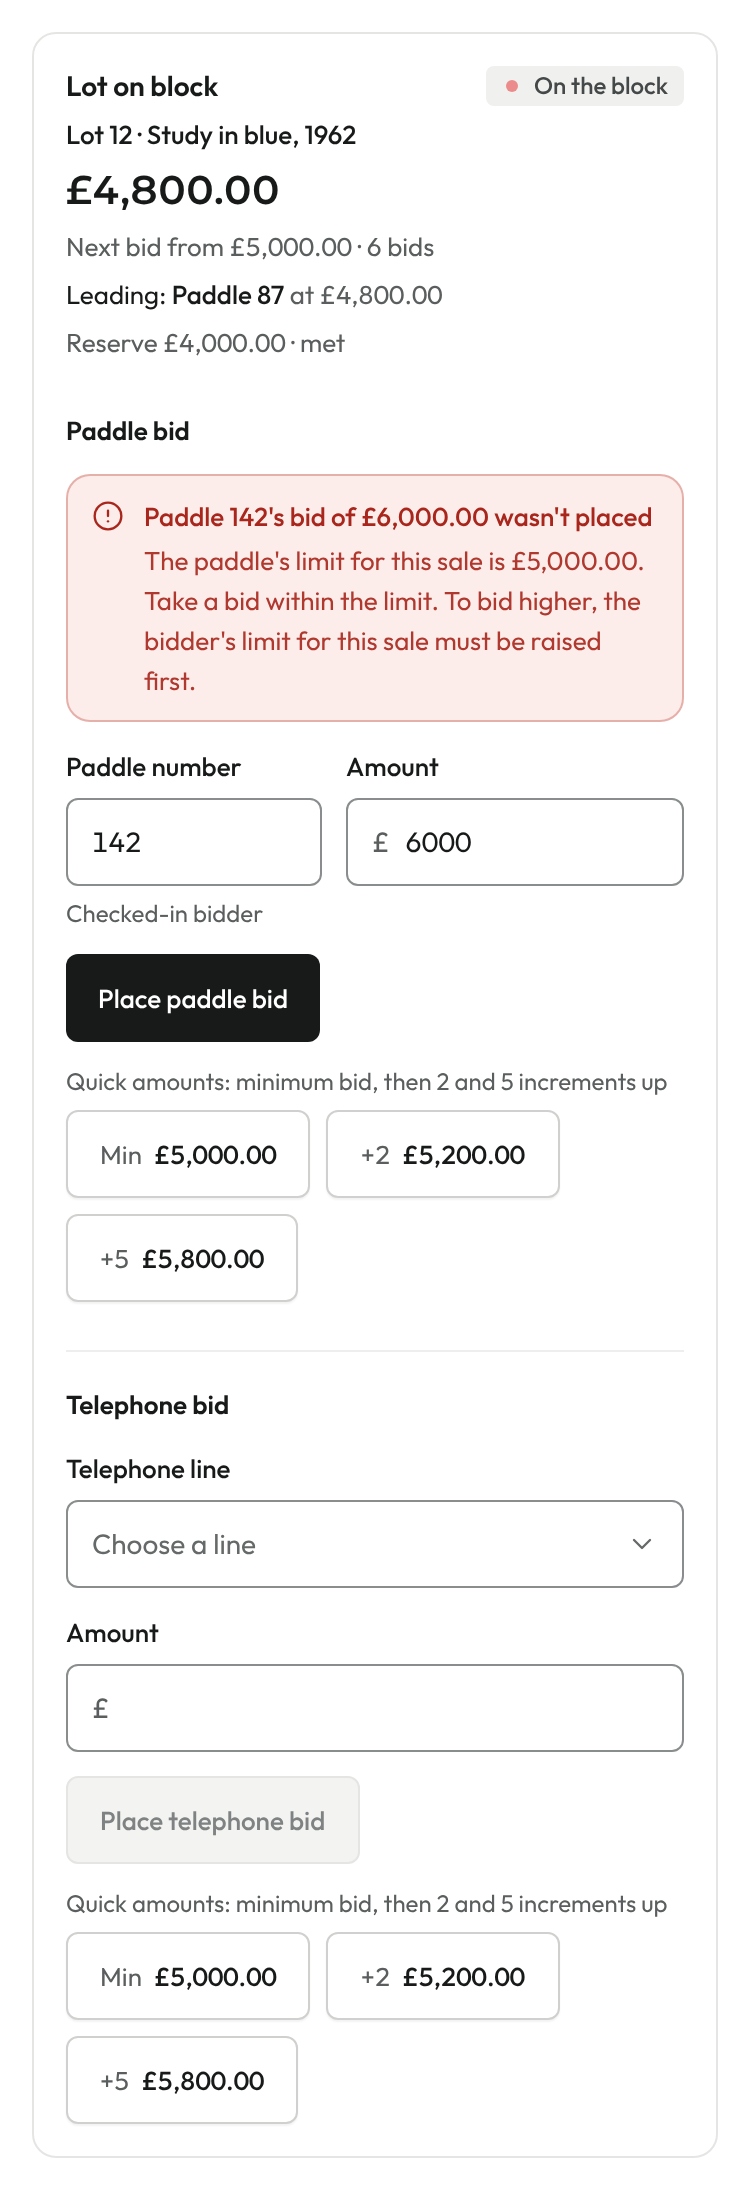 Lot on block
On the block
Lot 12 · Study in blue, 1962
£4,800.00
Next bid from £5,000.00 · 6 bids
Leading: Paddle 87 at £4,800.00
Reserve £4,000.00 · met
Paddle bid
Paddle 142's bid of £6,000.00 wasn't placed
The paddle's limit for this sale is £5,000.00.
Take a bid within the limit. To bid higher, the
bidder's limit for this sale must be raised
first.
Paddle number
Amount
142
£ 6000
Checked-in bidder
Place paddle bid
Quick amounts: minimum bid, then 2 and 5 increments up
Min £5,000.00
+2 £5,200.00
+5 £5,800.00
Telephone bid
Telephone line
Choose a line
Amount
£
Place telephone bid
Quick amounts: minimum bid, then 2 and 5 increments up
Min £5,000.00
+2 £5,200.00
+5 £5,800.00